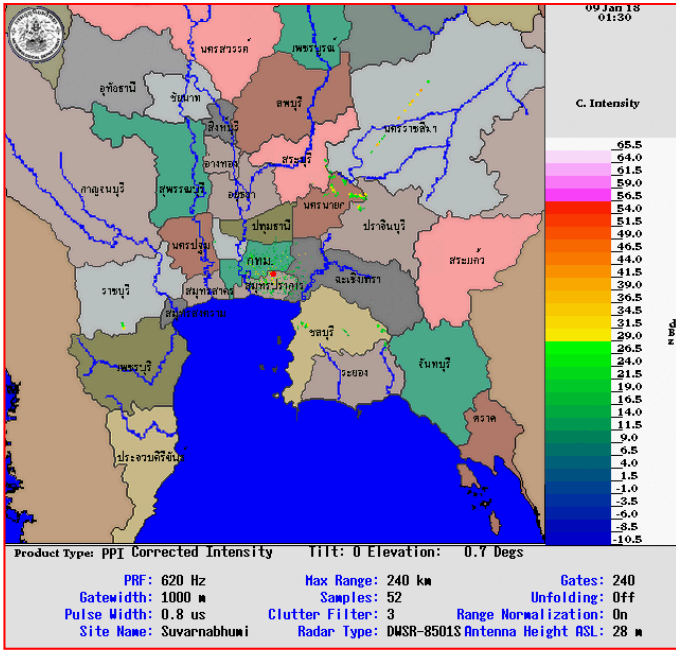 09 Jan 18
01:30
C. Intensity
นครสวรรค์
เพชรบูรณ์
อุทัยธานี
ชัยนาท
ลพบุรี
สิงหบุรี
นครราชสีมา
อ่างทอง
สระบุรี
กาญจนบุรี
สุพรรณบุรี
อยุธยา
นครนายก
ปทุมธานี
ปราจีนบุรี
นครปฐม
กทม.
สระแก้ว
ราชบุรี
สมุทรสาคร
สมุทรปราการ
ฉะเชิงเทรา
สมุทรสงคราม
ชลบุรี
เพชรบุรี
ระยอง
จันทบุรี
ตราด
ประจวบคีรีขันธ์
65.5
64.0
61.5
59.0
56.5
54.0
51.5
49.0
46.5
44.0
41.5
39.0
36.5
34.0
31.5
29.0
26.5
24.0
21.5
19.0
16.5
14.0
11.5
9.0
6.5
4.0
1.5
-1.0
-3.5
-6.0
-8.5
-10.5
Product Type: PPI Corrected Intensity Tilt: 0 Elevation: 0.7 Degs
PRF: 620 Hz Max Range: 240 km Gates: 240
Gatewidth: 1000 m Samples: 52 Unfolding: Off
Pulse Width: 0.8 us Clutter Filter: 3 Range Normalization: On
Site Name: Suvarnabhumi Radar Type: DWSR-8501S Antenna Height ASL: 28 m